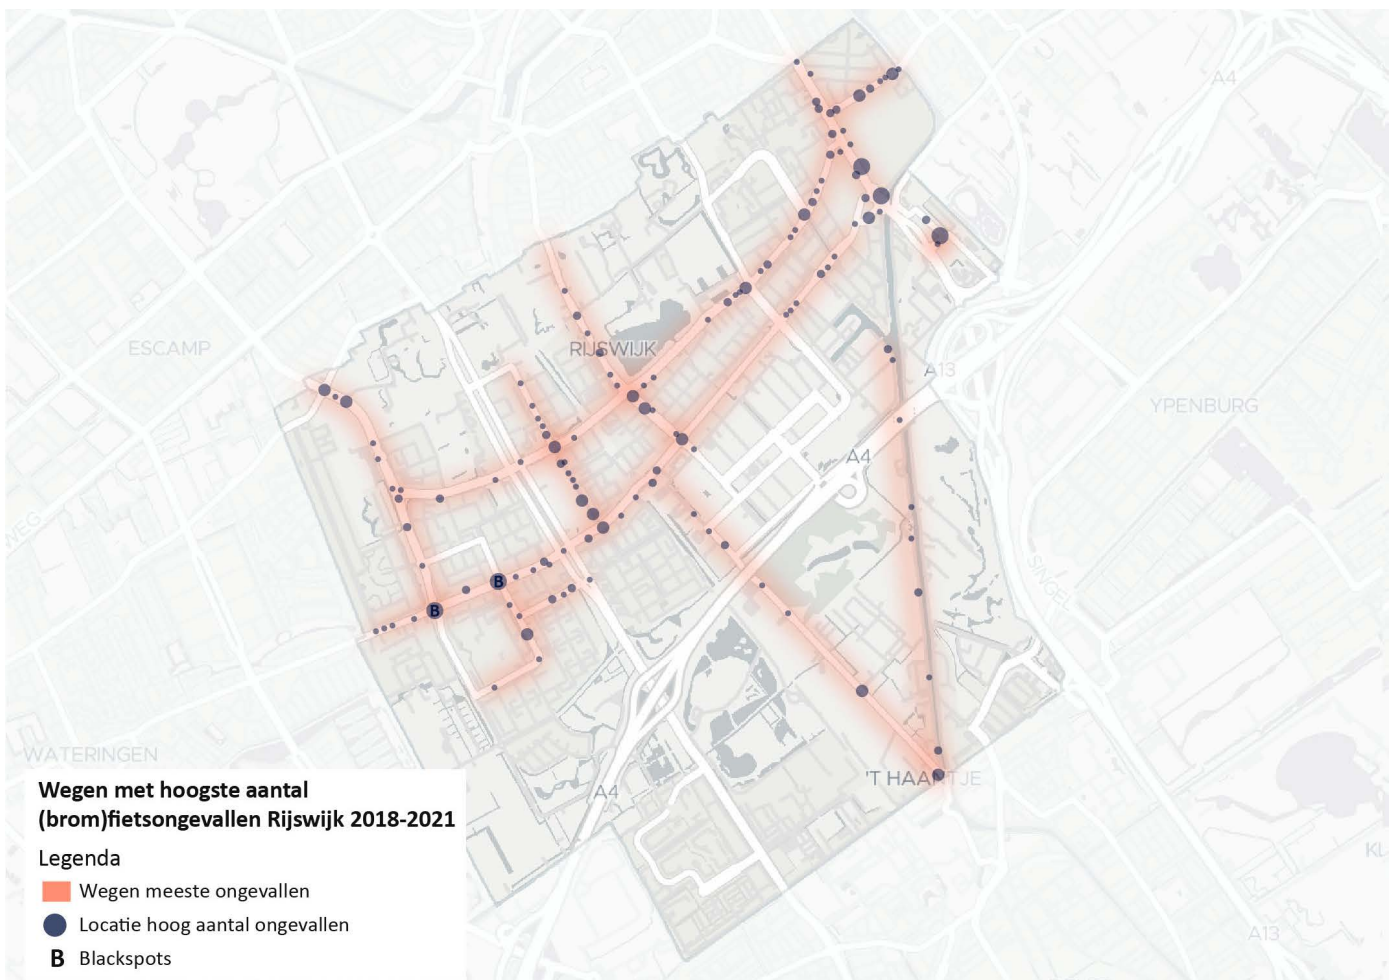 A4
U
RIJSWIJK
ESCAMP
A13
YPENBURG
A4
WEG
SINGEL
B
B
WATERINGEN
'T HAANTJE
A4
KL
A13
Wegen met hoogste aantal
(brom)fietsongevallen Rijswijk 2018-2021
Legenda
Wegen meeste ongevallen
Locatie hoog aantal ongevallen
B Blackspots